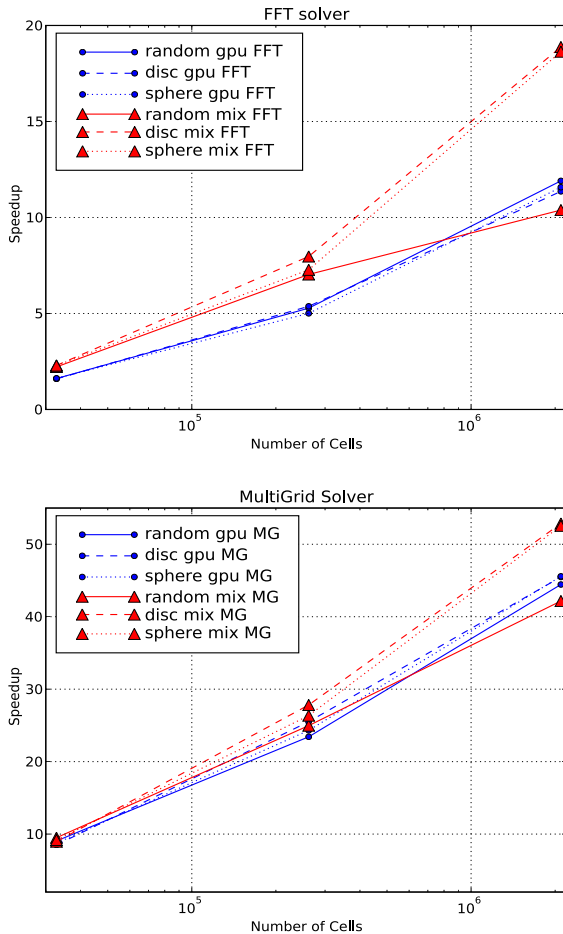 FFT solver
20
15
10
5
0
Speedup
random gpu FFT
disc gpu FFT
sphere gpu FFT
random mix FFT
disc mix FFT
sphere mix FFT
10^5
10^6
Number of Cells
MultiGrid Solver
50
40
30
20
10
Speedup
random gpu MG
disc gpu MG
sphere gpu MG
random mix MG
disc mix MG
sphere mix MG
10^5
10^6
Number of Cells